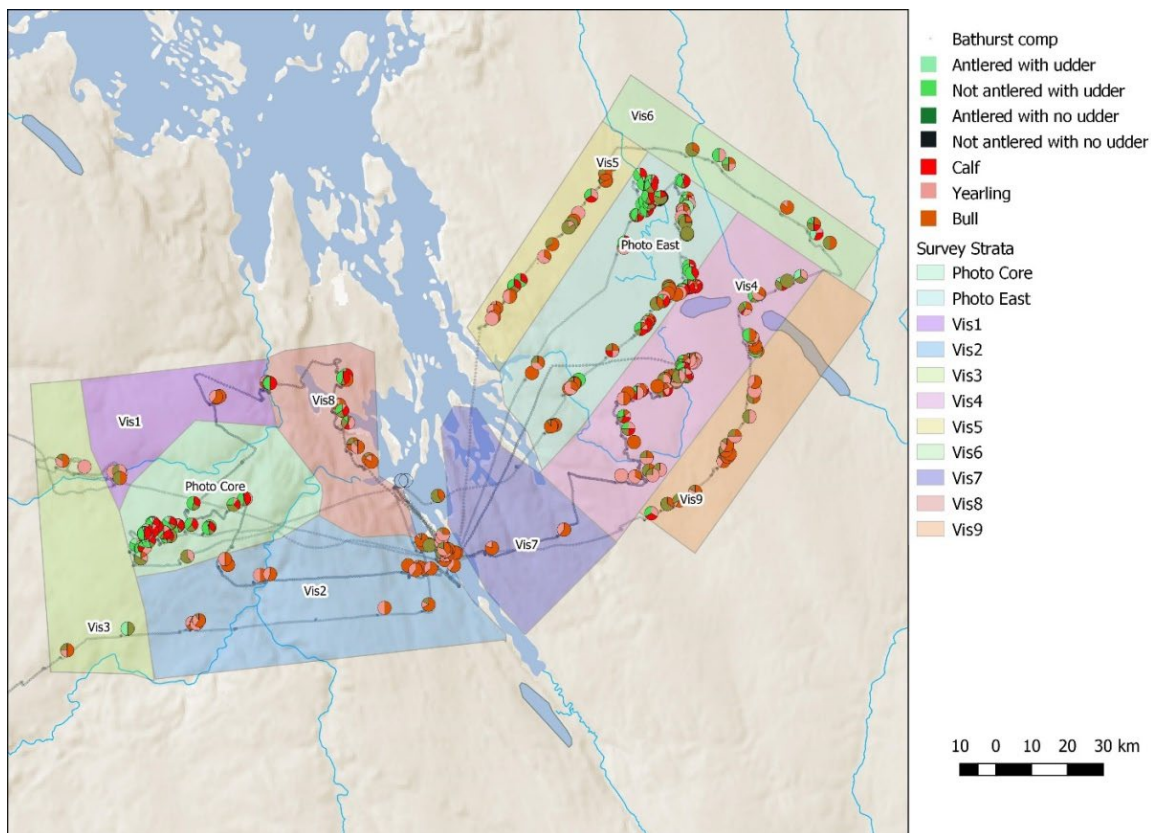 Vis6
Vis5
Photo East
Vis4
Vis1
Vis8
Photo Core
Vis9
Vis7
Vis2
Vis3
Bathurst comp
Antlered with udder
Not antlered with udder
Antlered with no udder
Not antlered with no udder
Calf
Yearling
Bull
Survey Strata
Photo Core
Photo East
Vis1
Vis2
Vis3
Vis4
Vis5
Vis6
Vis7
Vis8
Vis9
10 0 10 20 30 km